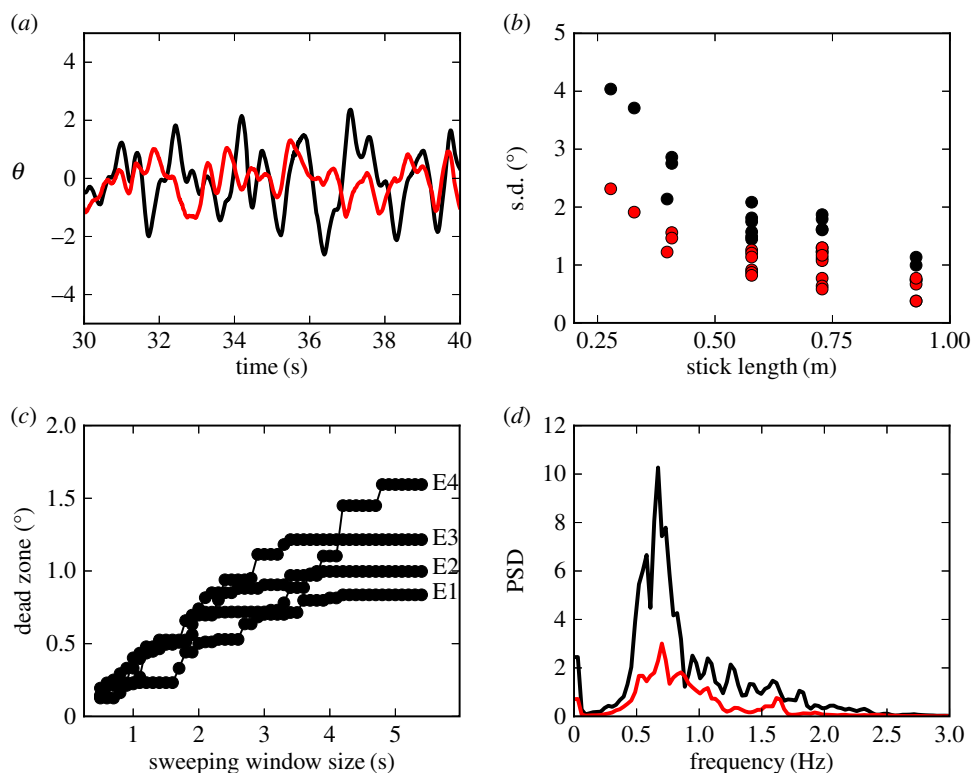 (a)
4
2
0
−2
−4
θ
30 32 34 36 38 40
time (s)
(b)
5
4
3
2
1
0
s.d. (°)
0.25 0.50 0.75 1.00
stick length (m)
(c)
2.0
1.5
1.0
0.5
0
dead zone (°)
E4
E3
E2
E1
1 2 3 4 5
sweeping window size (s)
(d)
12
10
8
6
4
2
0
PSD
0 0.5 1.0 1.5 2.0 2.5 3.0
frequency (Hz)